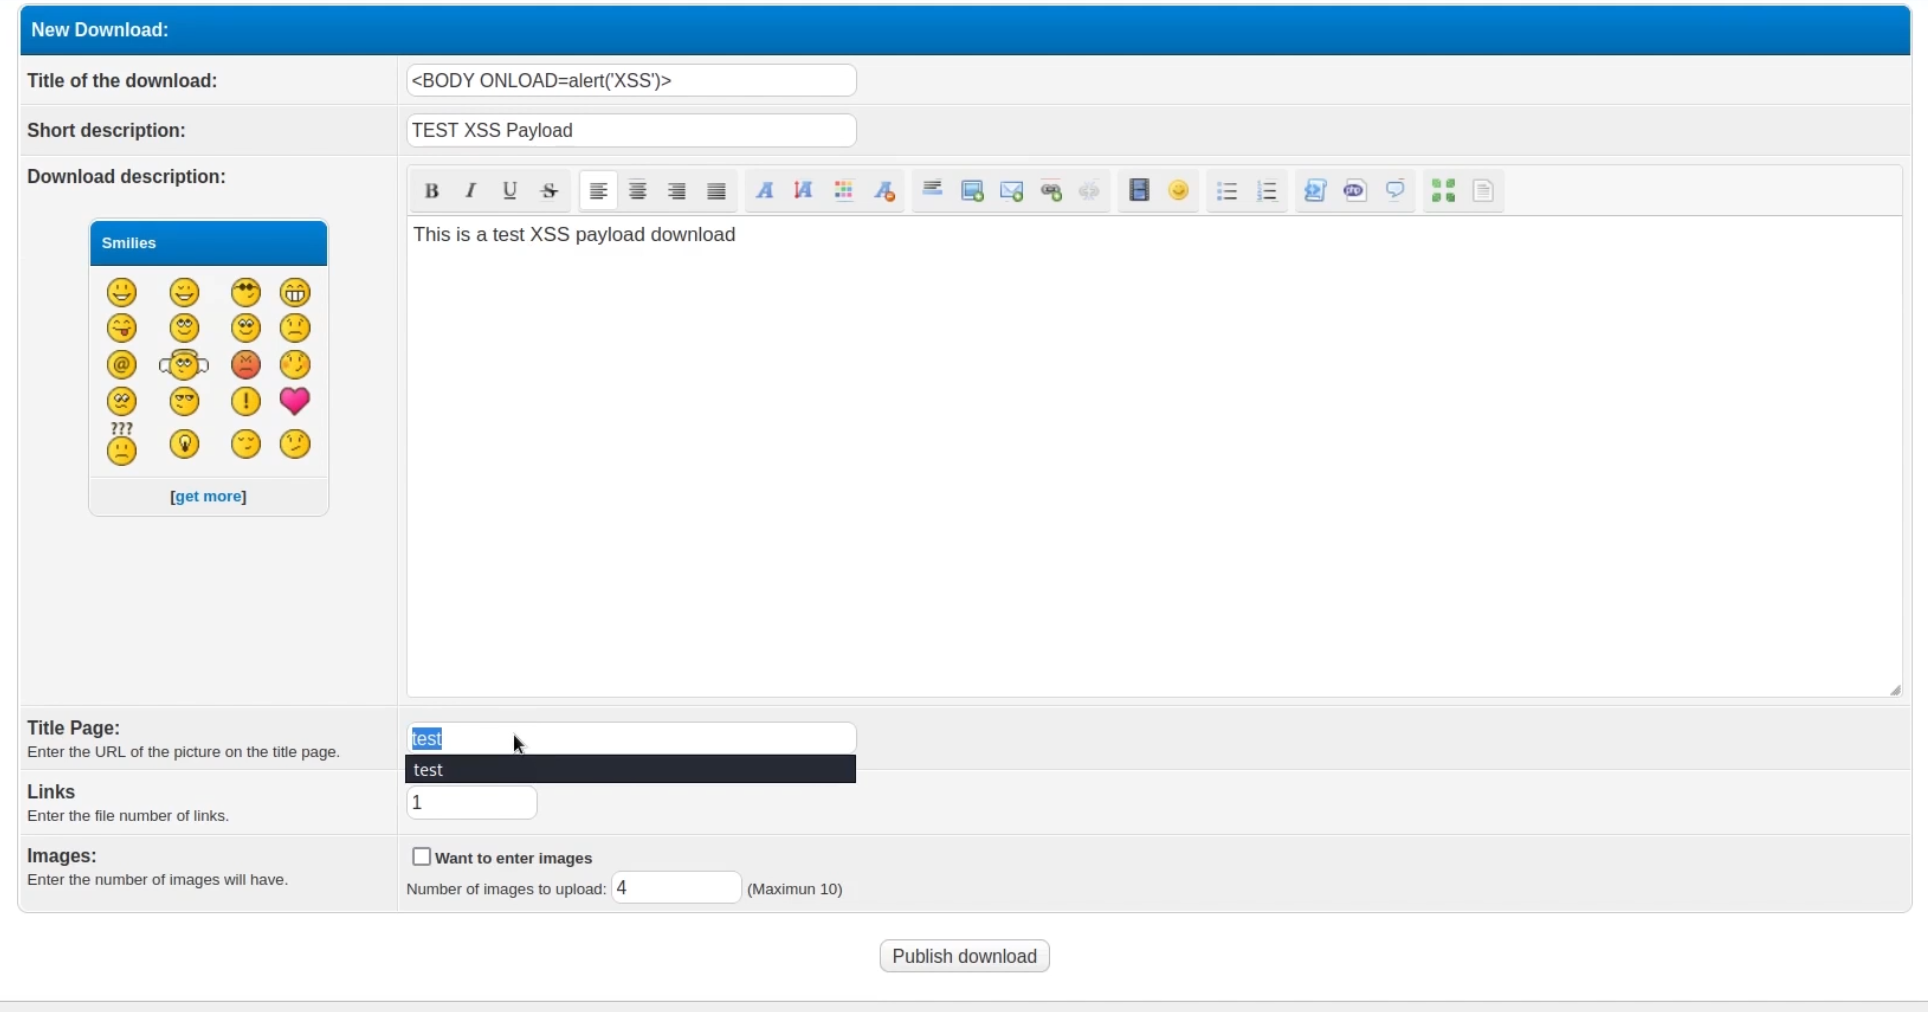 New Download:
Title of the download:
<BODY ONLOAD=alert('XSS')>
Short description:
TEST XSS Payload
Download description:
B I U S
This is a test XSS payload download
Smilies
???
[get more]
Title Page:
Enter the URL of the picture on the title page.
test
test
Links
Enter the file number of links.
1
Images:
Enter the number of images will have.
Want to enter images
Number of images to upload: 4 (Maximun 10)
Publish download